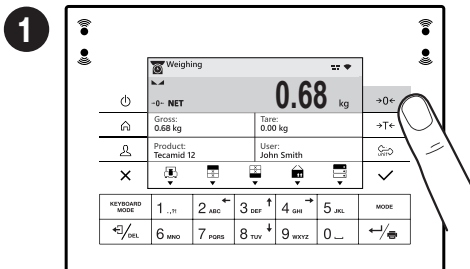 1
Weighing
→0← NET 0.68 kg →0←
Gross: Tare:
0.68 kg 0.00 kg →T←
Product: User:
Tecamid 12 John Smith UNITS
KEYBOARD MODE 1 .,?! 2 ABC 3 DEF 4 GHI 5 JKL MODE
DEL 6 MNO 7 PQRS 8 TUV 9 WXYZ 0